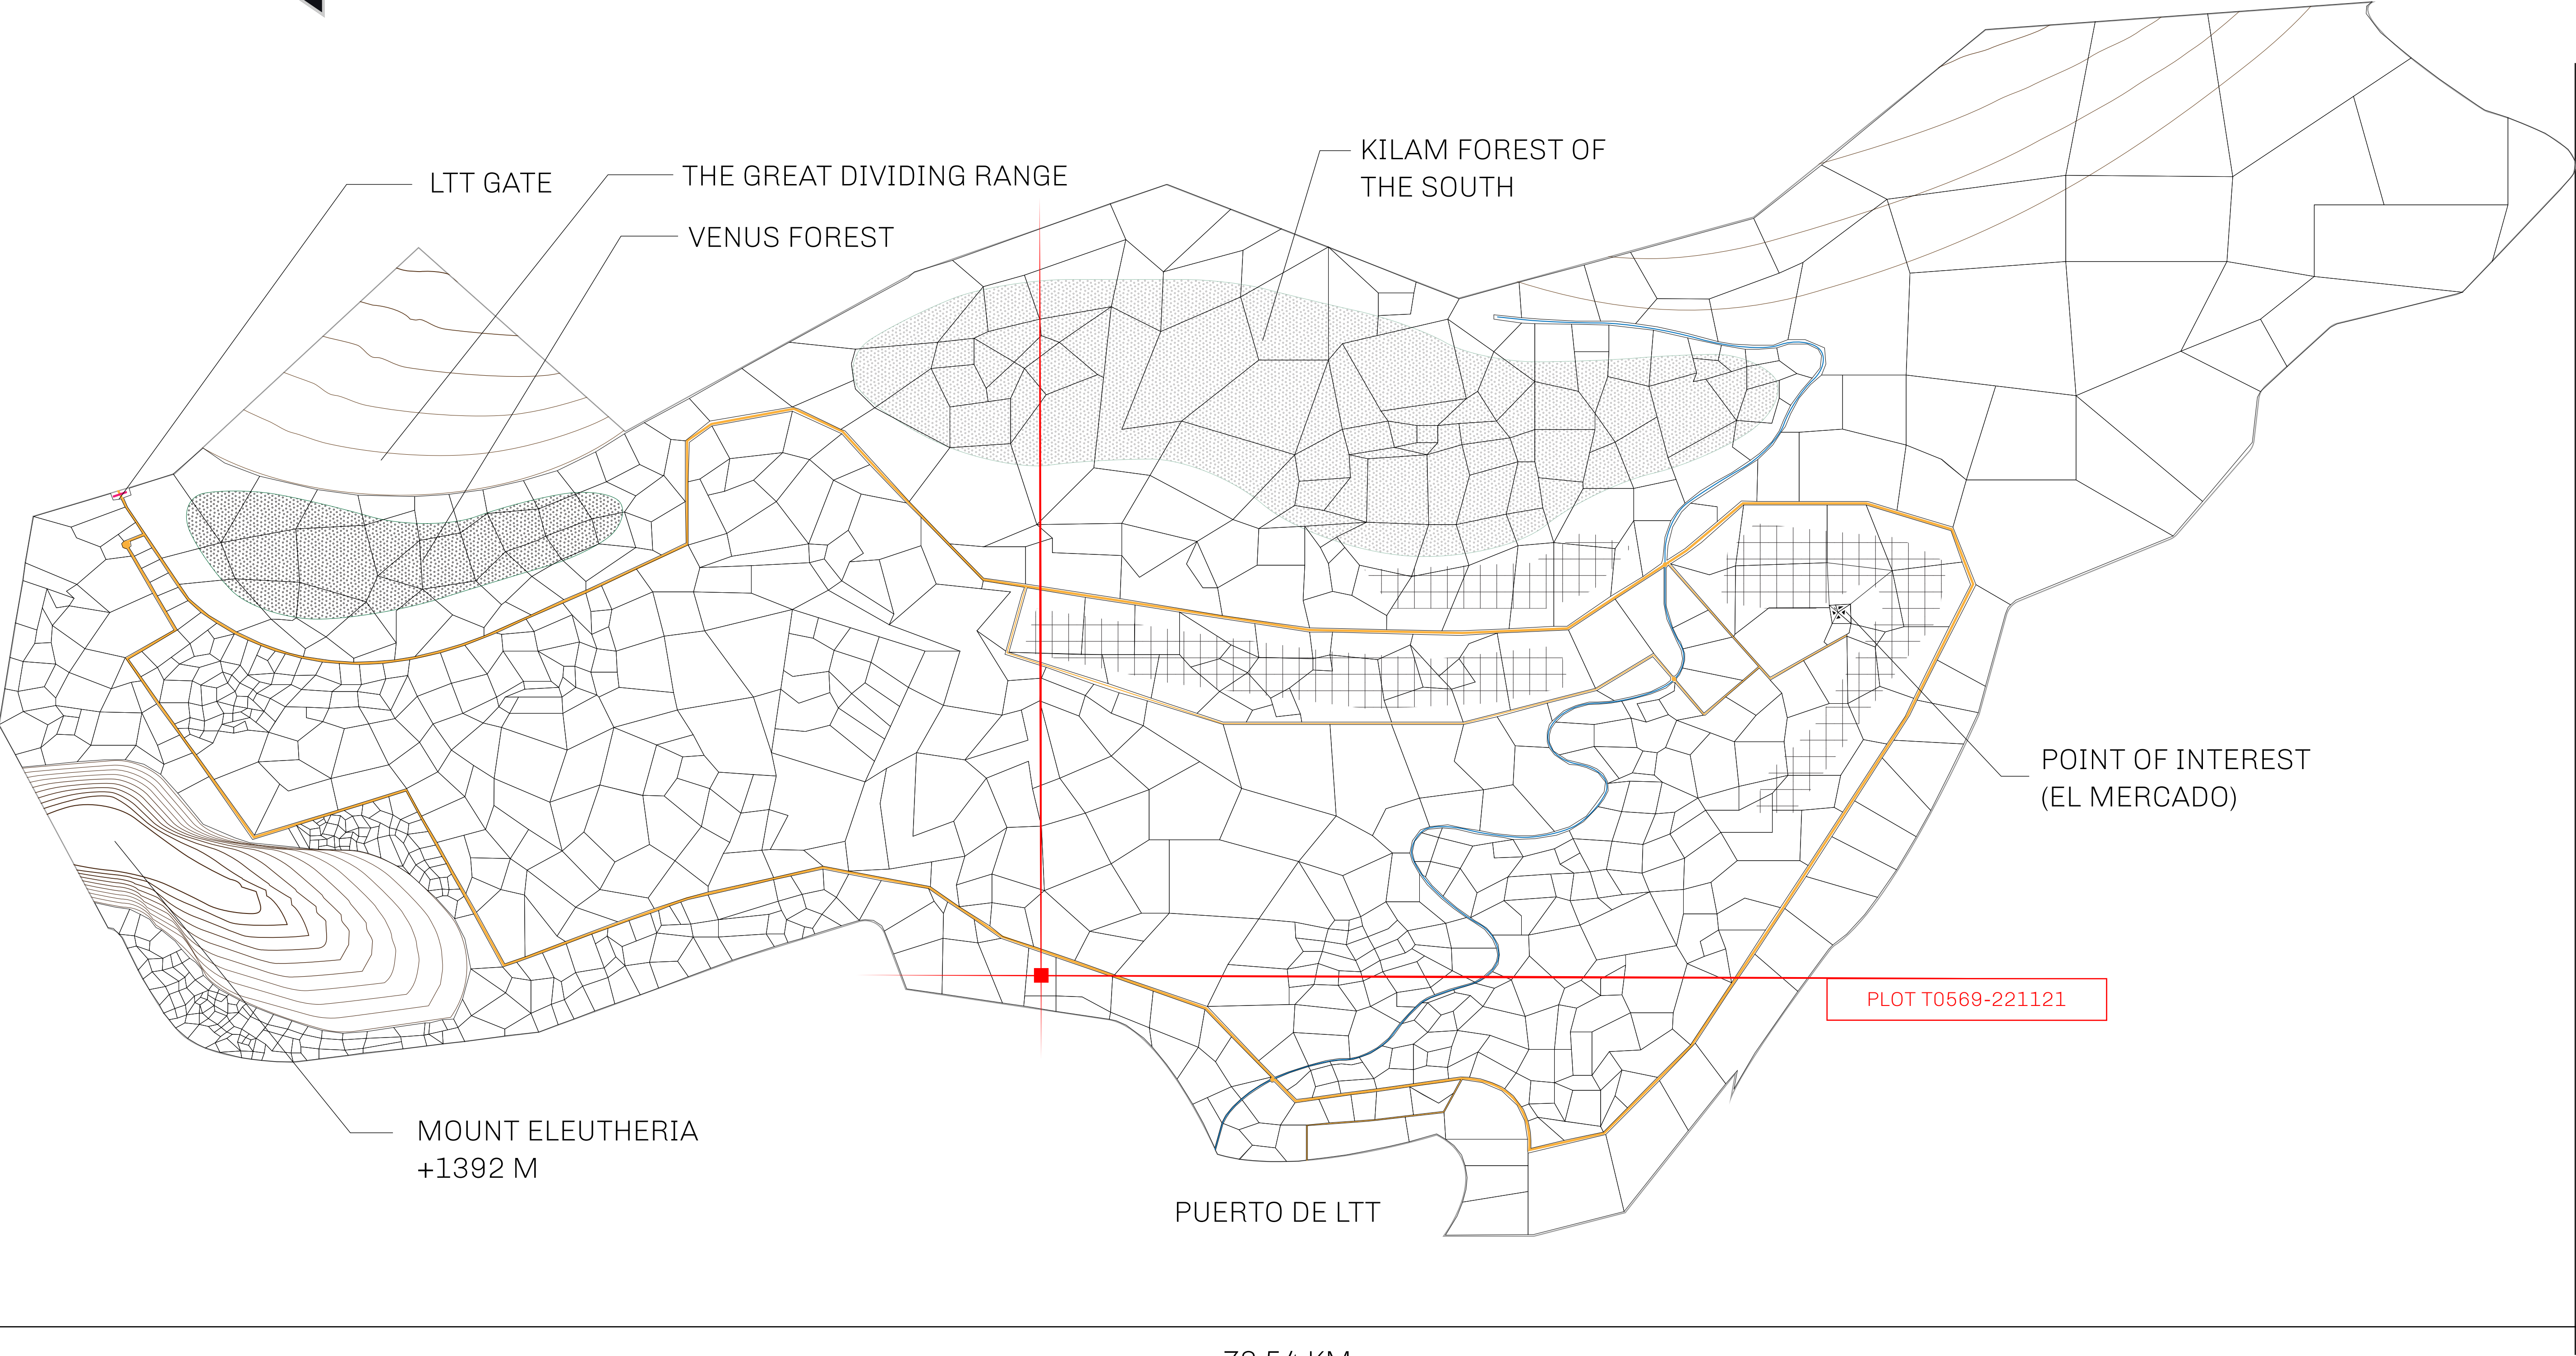 KILAM FOREST OF
THE SOUTH
LTT GATE
THE GREAT DIVIDING RANGE
VENUS FOREST
POINT OF INTEREST
(EL MERCADO)
PLOT T0569-221121
MOUNT ELEUTHERIA
+1392 M
PUERTO DE LTT
KM